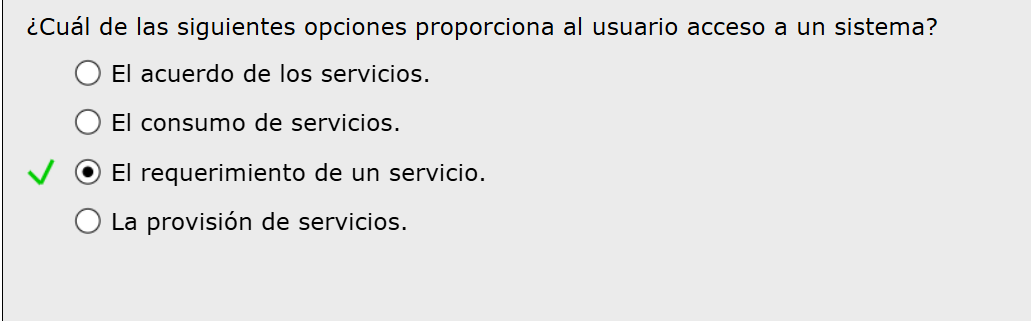 ¿Cuál de las siguientes opciones proporciona al usuario acceso a un sistema?
El acuerdo de los servicios.
El consumo de servicios.
El requerimiento de un servicio.
La provisión de servicios.